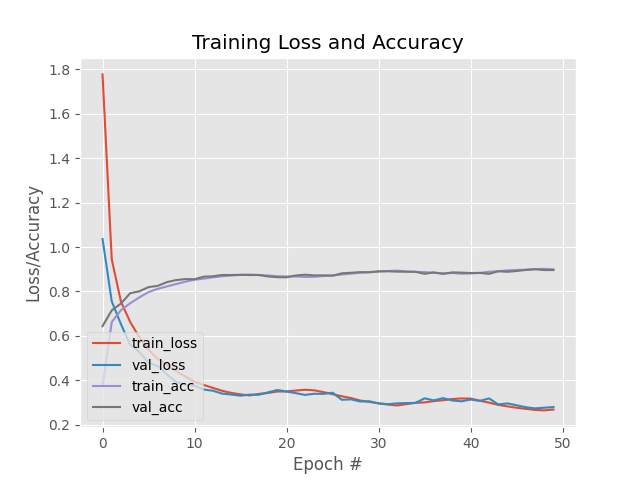 Training Loss and Accuracy
Loss/Accuracy
1.8
1.6
1.4
1.2
1.0
0.8
0.6
0.4
0.2
train_loss
val_loss
train_acc
val_acc
0 10 20 30 40 50
Epoch #